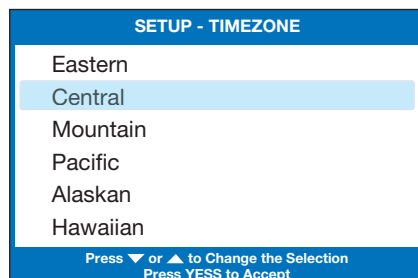 SETUP - TIMEZONE
Eastern
Central
Mountain
Pacific
Alaskan
Hawaiian
Press ▼ or ▲ to Change the Selection
Press YESS to Accept